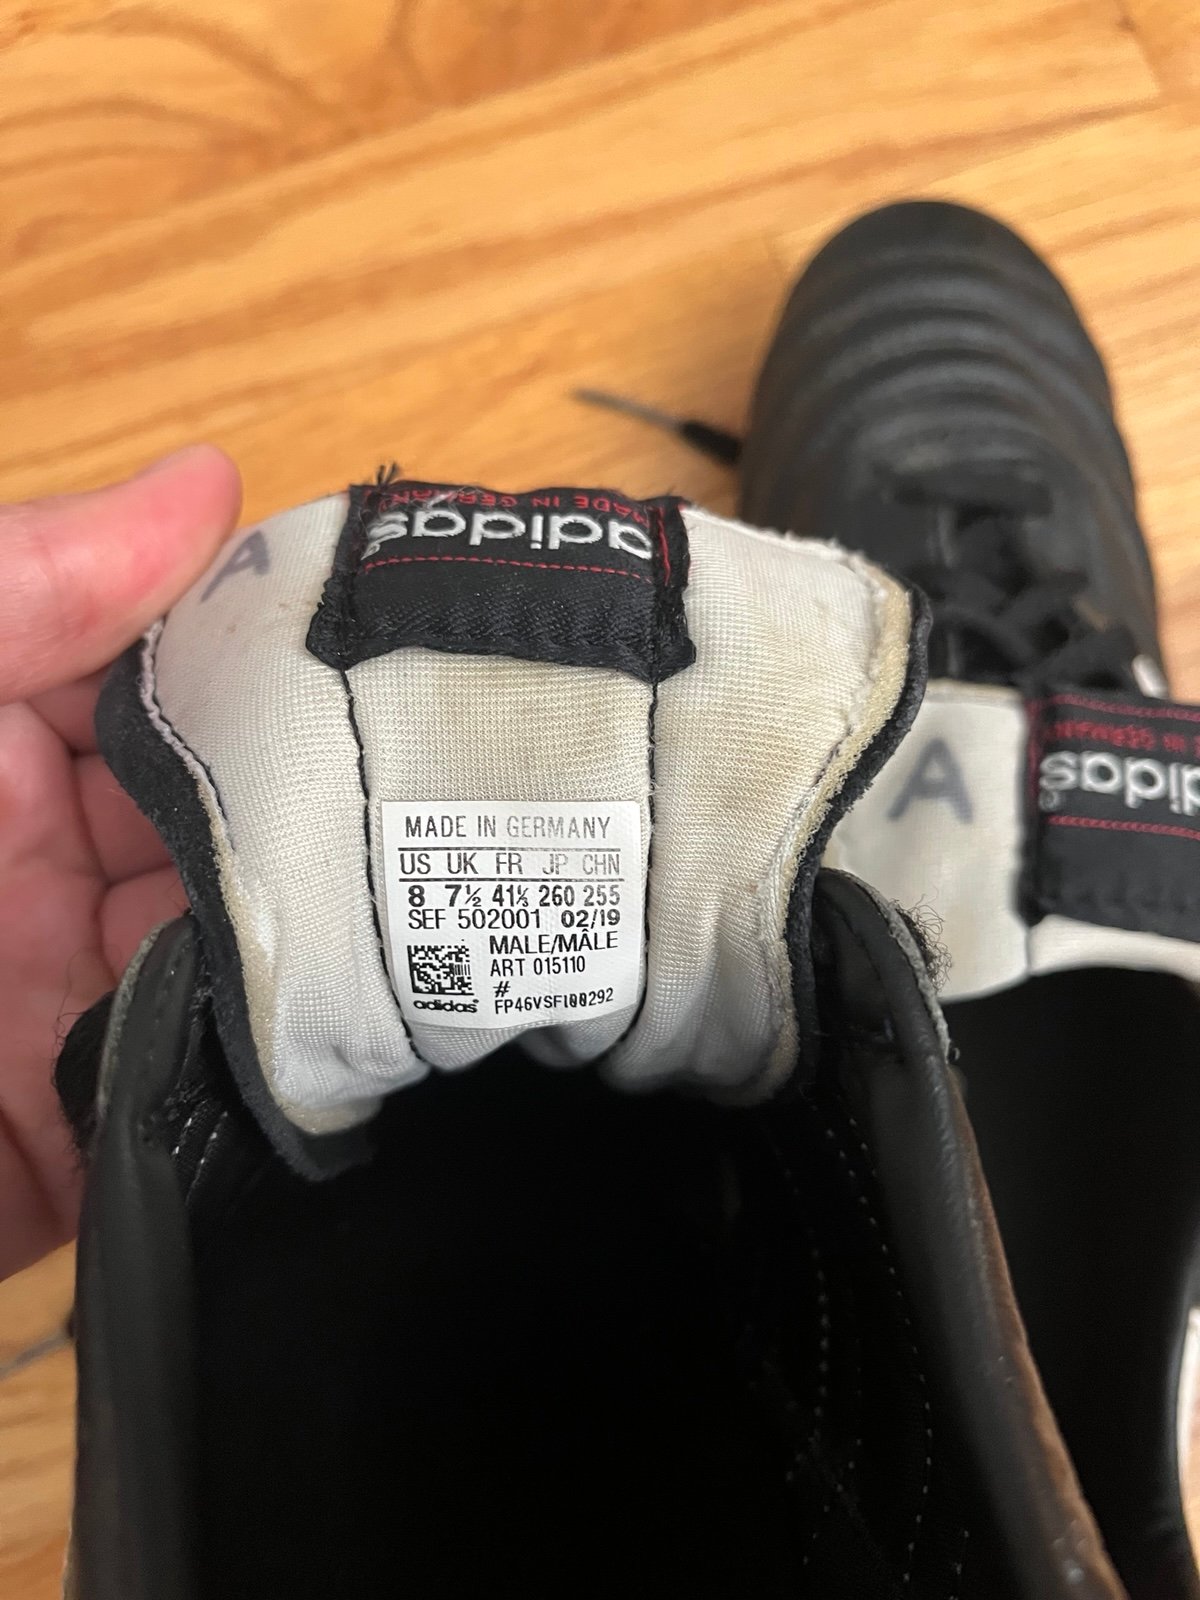 A
MADE IN GERMANY
adidas
MADE IN GERMANY
US UK FR JP CHN
8 7½ 41⅓ 260 255
SEF 502001 02/19
MALE/MÂLE
ART 015110
#
adidas FP46VSFI00292
A
adidas